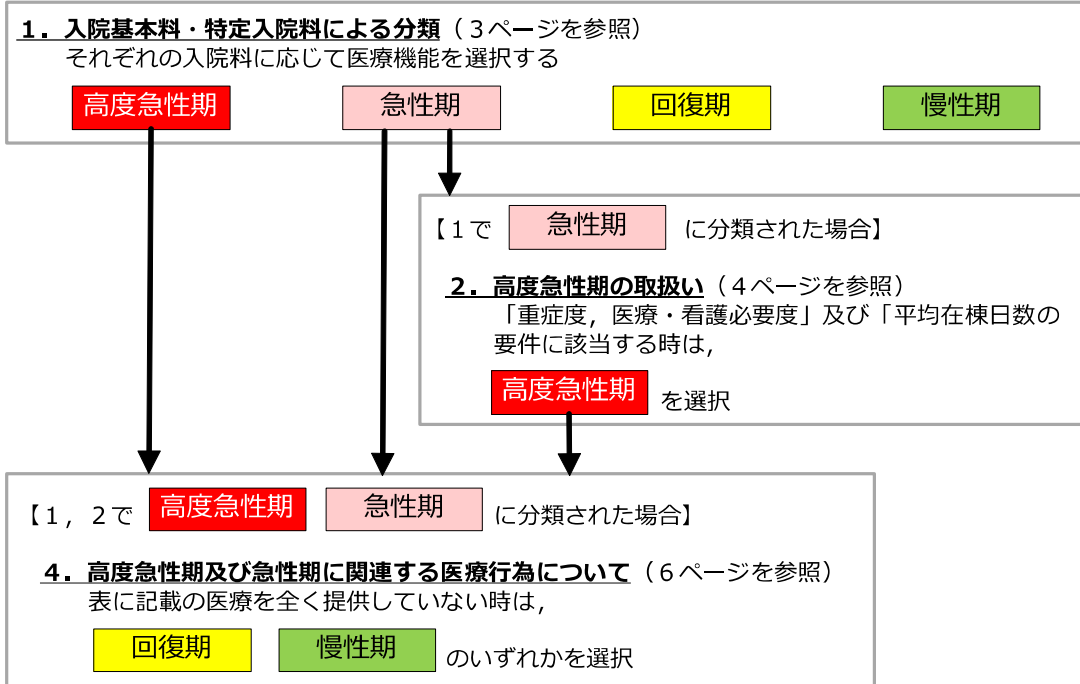 １．入院基本料・特定入院料による分類（３ページを参照）
それぞれの入院料に応じて医療機能を選択する
高度急性期 急性期 回復期 慢性期
【１で 急性期 に分類された場合】
２．高度急性期の取扱い（４ページを参照）
「重症度，医療・看護必要度」及び「平均在棟日数の
要件に該当する時は，
高度急性期 を選択
【１，２で 高度急性期 急性期 に分類された場合】
４．高度急性期及び急性期に関連する医療行為について（６ページを参照）
表に記載の医療を全く提供していない時は，
回復期 慢性期 のいずれかを選択